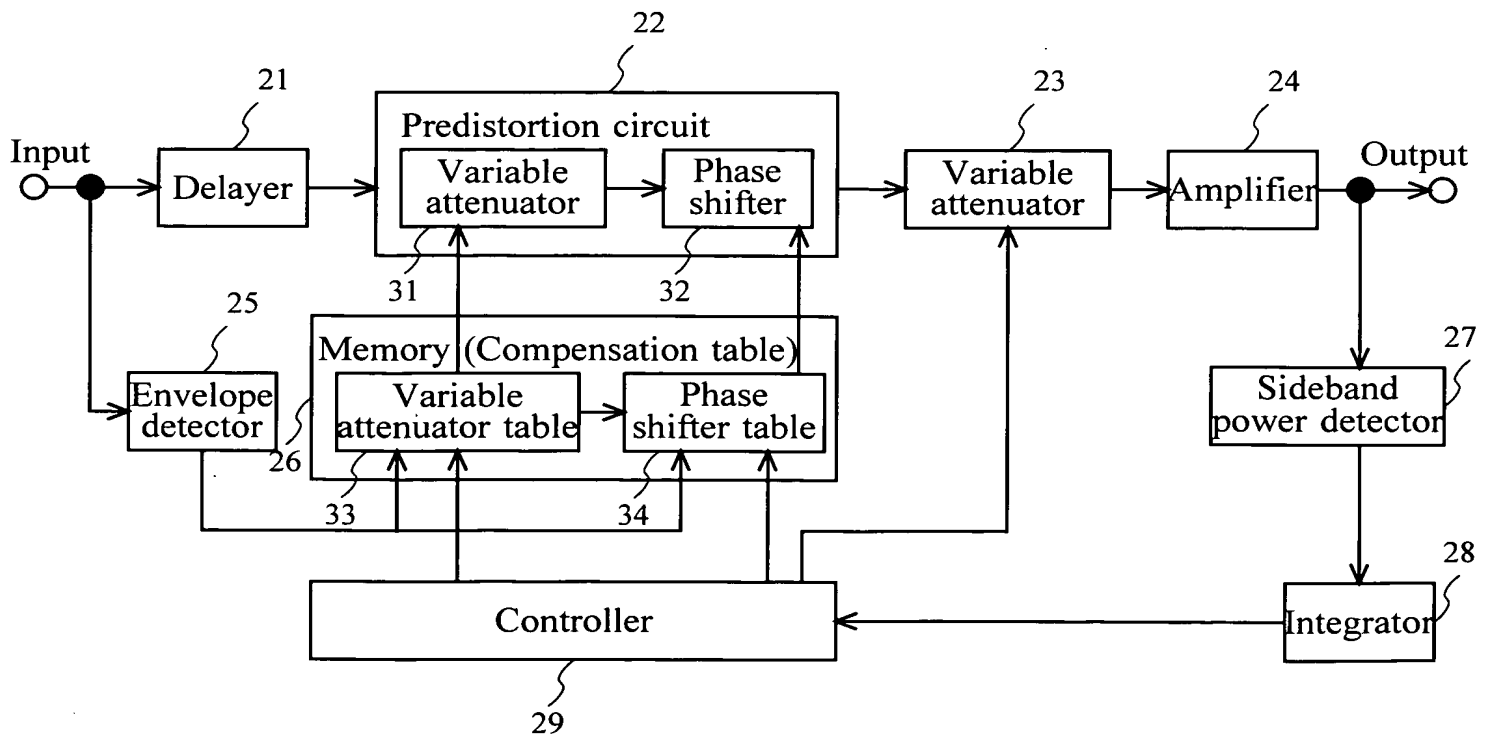 22
21
23
24
Predistortion circuit
Input
Delayer
Variable
attenuator
Phase
shifter
Variable
attenuator
Amplifier
Output
31
32
25
Memory (Compensation table)
27
Envelope
detector
Variable
attenuator table
Phase
shifter table
Sideband
power detector
26
33
34
28
Controller
Integrator
29